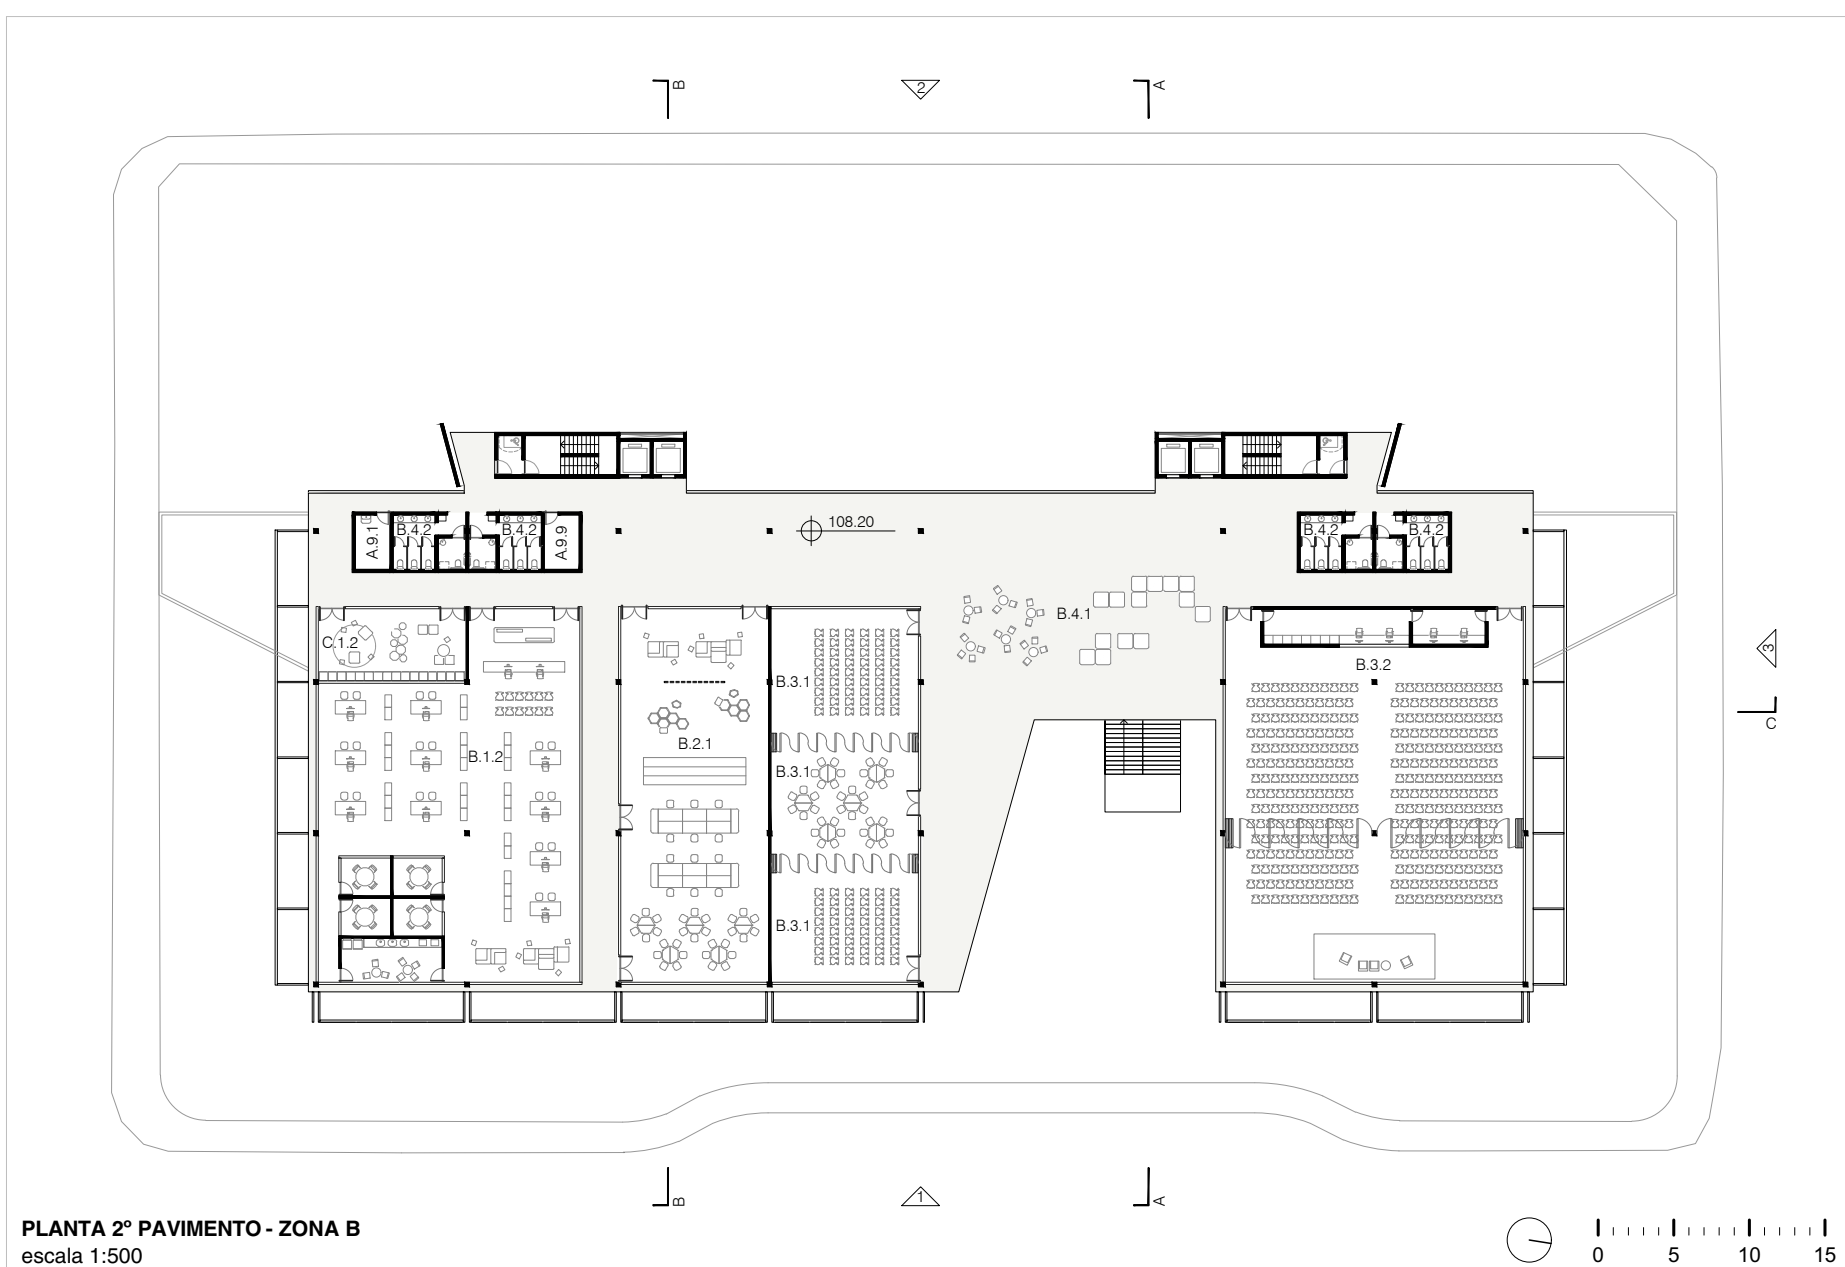 B
2
A
B.4.2
B.4.2
A.9.1
A.9.9
108.20
B.4.2
B.4.2
C.1.2
B.4.1
B.3.2
B.3.1
B.2.1
B.1.2
B.3.1
B.3.1
3
C
B
1
A
PLANTA 2º PAVIMENTO - ZONA B
escala 1:500
0 5 10 15